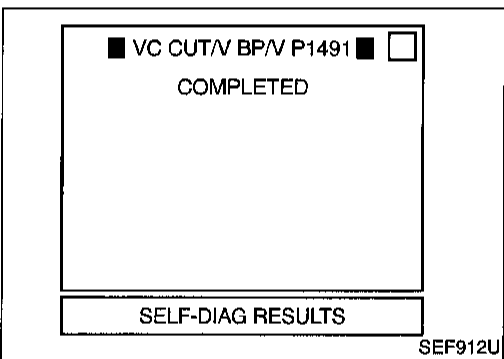 ■ VC CUT/V BP/V P1491 ■ □
COMPLETED
SELF-DIAG RESULTS
SEF912U